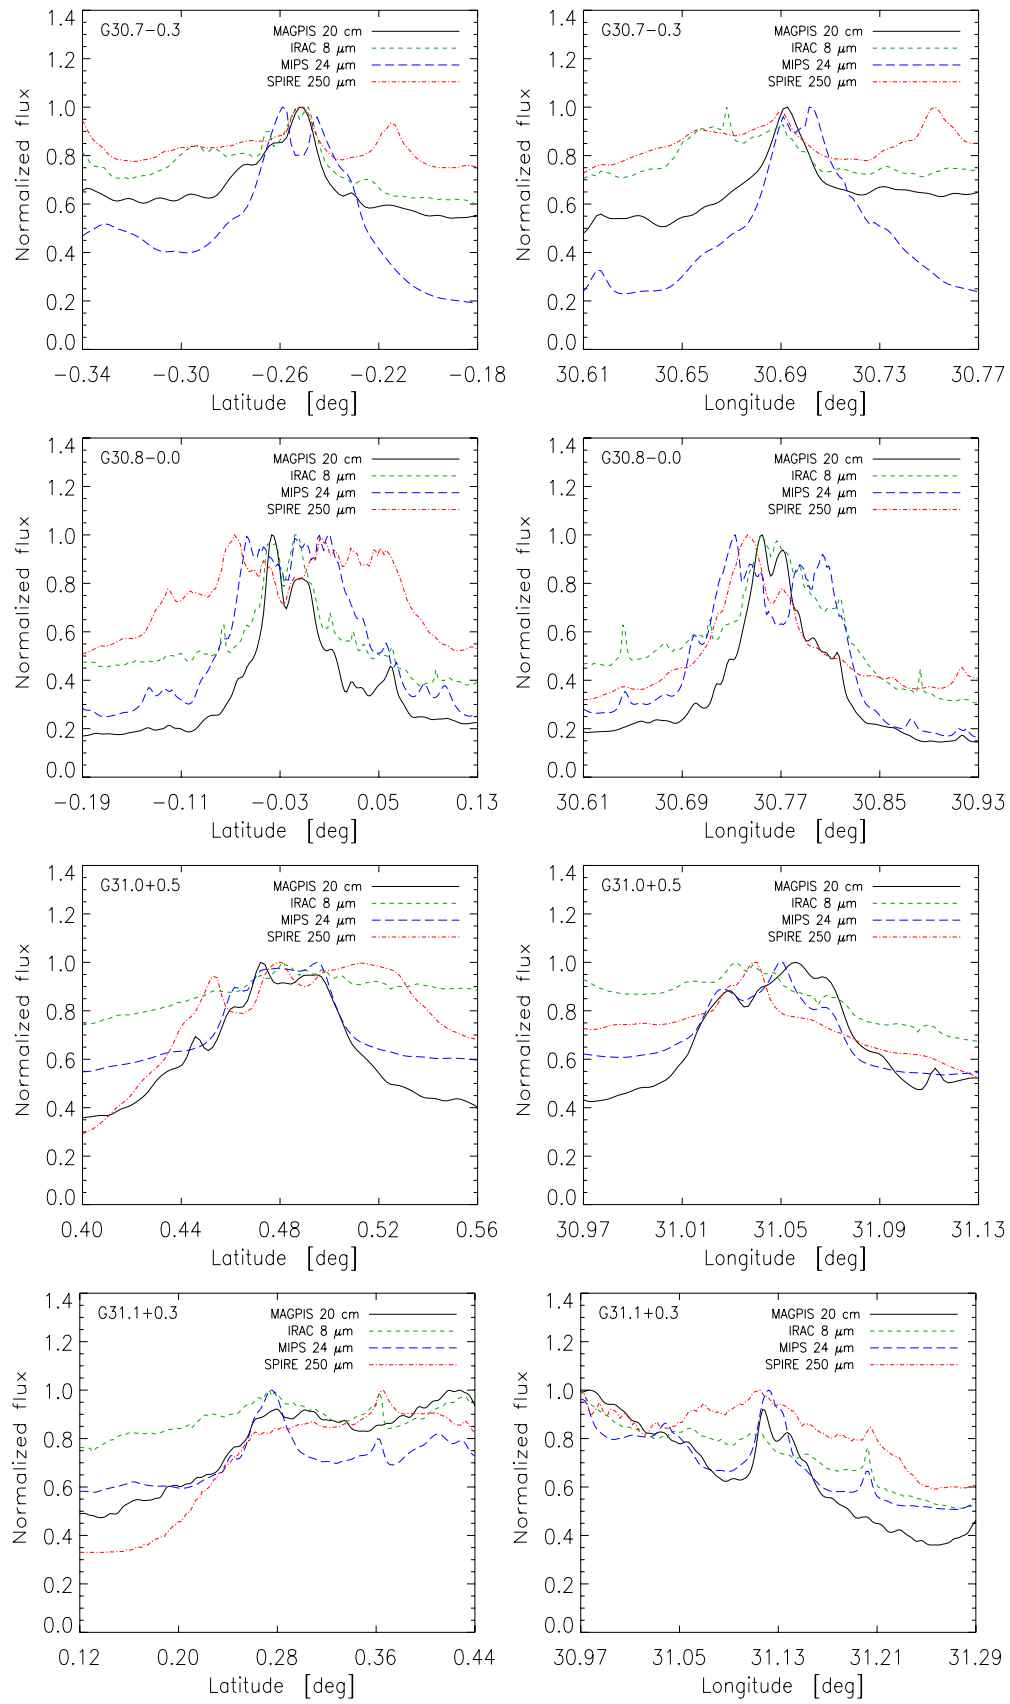 G30.7−0.3
MAGPIS 20 cm
IRAC 8 μm
MIPS 24 μm
SPIRE 250 μm
1.4
1.2
1.0
0.8
0.6
0.4
0.2
0.0
Normalized flux
−0.34 −0.30 −0.26 −0.22 −0.18
Latitude [deg]
G30.7−0.3
MAGPIS 20 cm
IRAC 8 μm
MIPS 24 μm
SPIRE 250 μm
1.4
1.2
1.0
0.8
0.6
0.4
0.2
0.0
Normalized flux
30.61 30.65 30.69 30.73 30.77
Longitude [deg]
G30.8−0.0
MAGPIS 20 cm
IRAC 8 μm
MIPS 24 μm
SPIRE 250 μm
1.4
1.2
1.0
0.8
0.6
0.4
0.2
0.0
Normalized flux
−0.19 −0.11 −0.03 0.05 0.13
Latitude [deg]
G30.8−0.0
MAGPIS 20 cm
IRAC 8 μm
MIPS 24 μm
SPIRE 250 μm
1.4
1.2
1.0
0.8
0.6
0.4
0.2
0.0
Normalized flux
30.61 30.69 30.77 30.85 30.93
Longitude [deg]
G31.0+0.5
MAGPIS 20 cm
IRAC 8 μm
MIPS 24 μm
SPIRE 250 μm
1.4
1.2
1.0
0.8
0.6
0.4
0.2
0.0
Normalized flux
0.40 0.44 0.48 0.52 0.56
Latitude [deg]
G31.0+0.5
MAGPIS 20 cm
IRAC 8 μm
MIPS 24 μm
SPIRE 250 μm
1.4
1.2
1.0
0.8
0.6
0.4
0.2
0.0
Normalized flux
30.97 31.01 31.05 31.09 31.13
Longitude [deg]
G31.1+0.3
MAGPIS 20 cm
IRAC 8 μm
MIPS 24 μm
SPIRE 250 μm
1.4
1.2
1.0
0.8
0.6
0.4
0.2
0.0
Normalized flux
0.12 0.20 0.28 0.36 0.44
Latitude [deg]
G31.1+0.3
MAGPIS 20 cm
IRAC 8 μm
MIPS 24 μm
SPIRE 250 μm
1.4
1.2
1.0
0.8
0.6
0.4
0.2
0.0
Normalized flux
30.97 31.05 31.13 31.21 31.29
Longitude [deg]